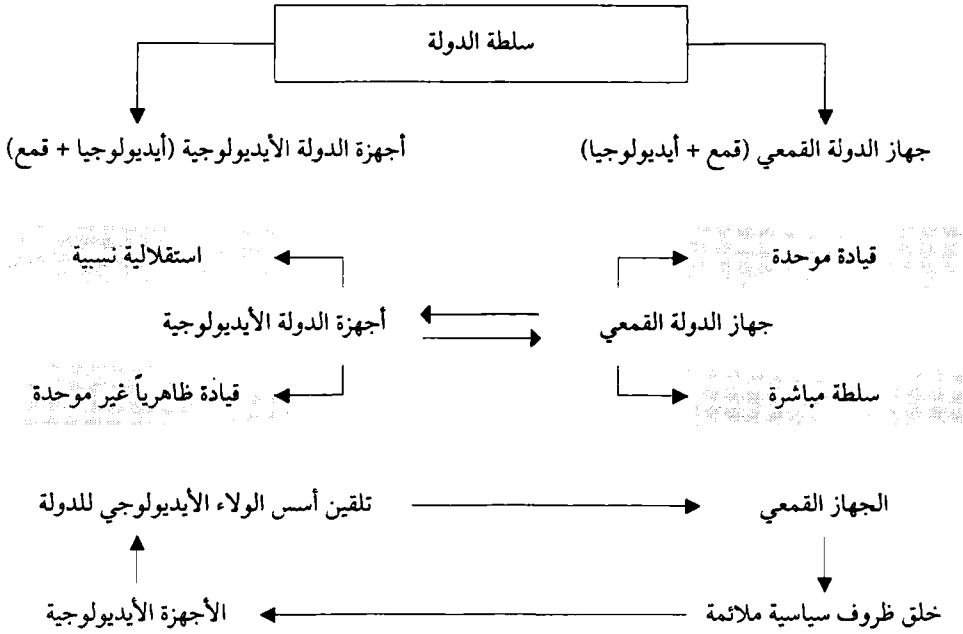 سلطة الدولة
جهاز الدولة القمعي (قمع + أيديولوجيا)
أجهزة الدولة الأيديولوجية (أيديولوجيا + قمع)
قيادة موحدة
استقلالية نسبية
جهاز الدولة القمعي
أجهزة الدولة الأيديولوجية
سلطة مباشرة
قيادة ظاهرياً غير موحدة
الجهاز القمعي
تلقين أسس الولاء الأيديولوجي للدولة
خلق ظروف سياسية ملائمة
الأجهزة الأيديولوجية